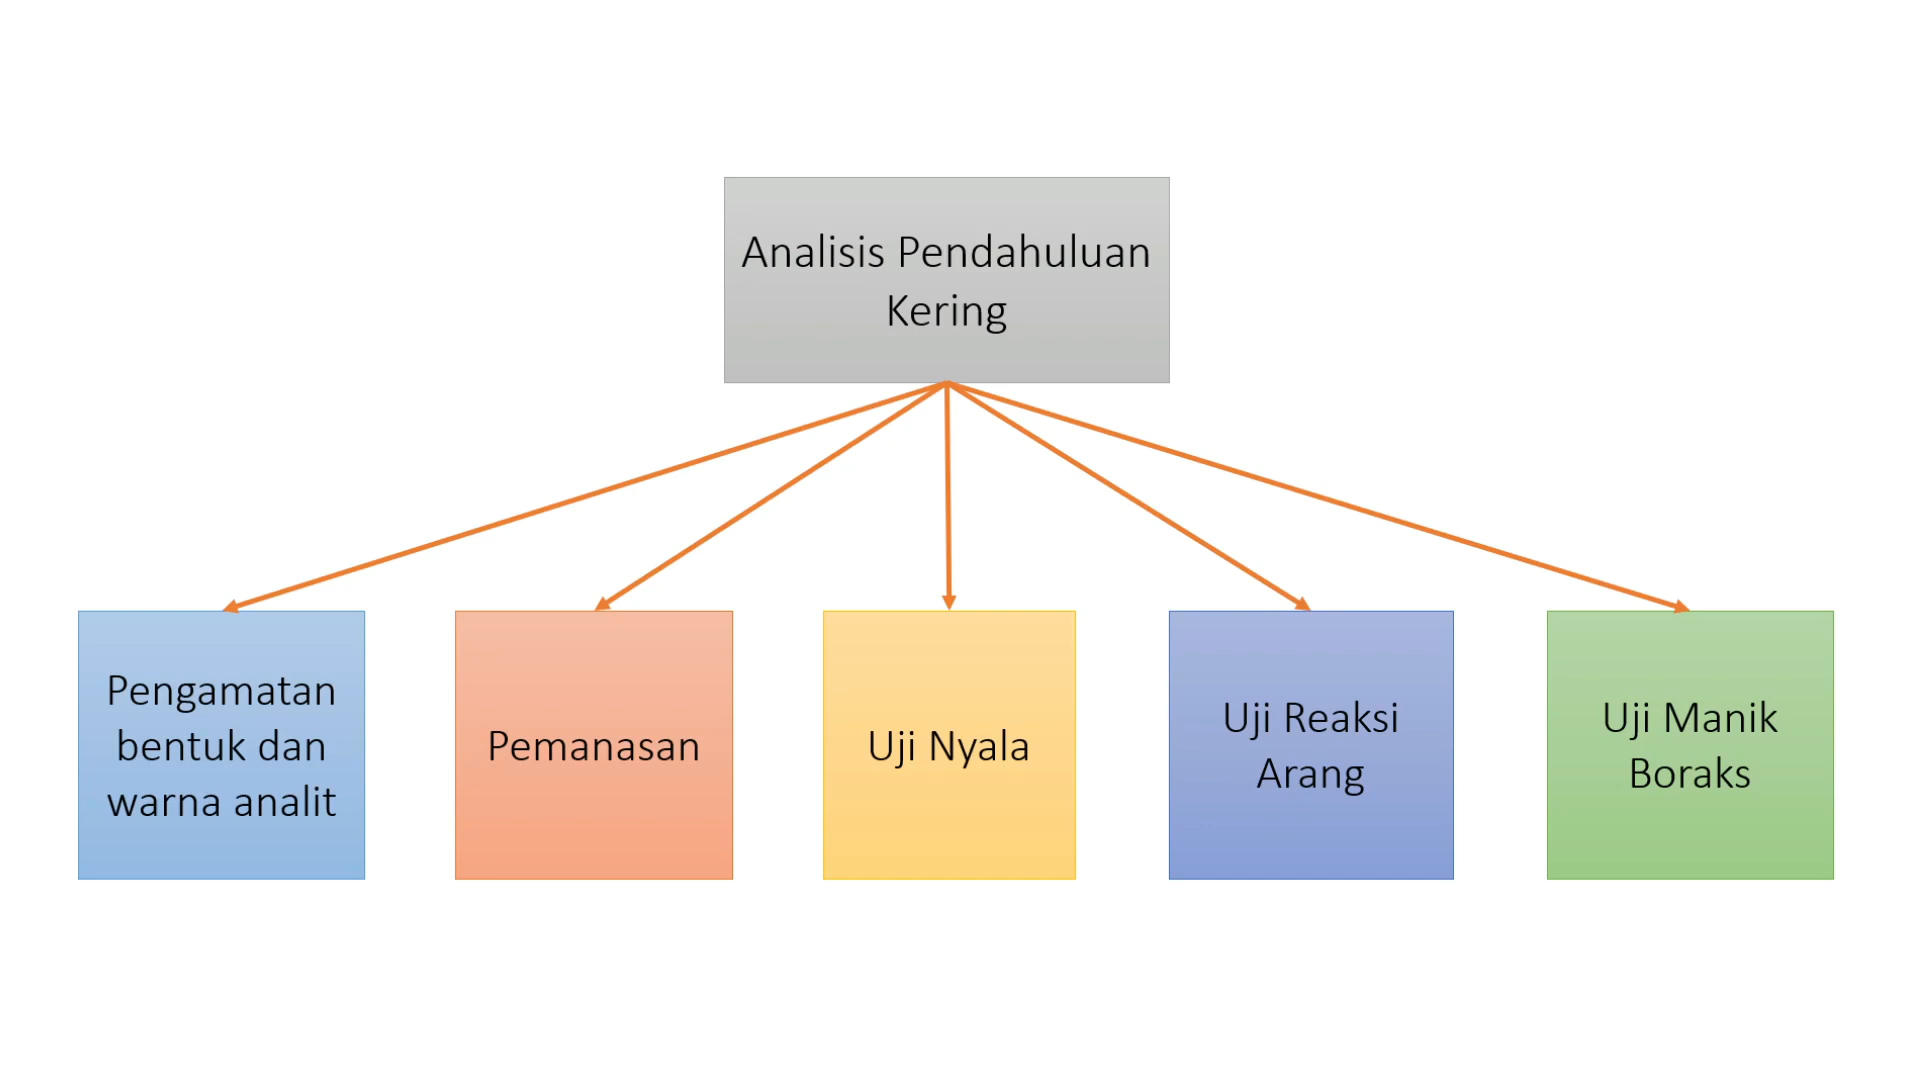 Analisis Pendahuluan
Kering
Pengamatan
bentuk dan
warna analit
Pemanasan
Uji Nyala
Uji Reaksi
Arang
Uji Manik
Boraks